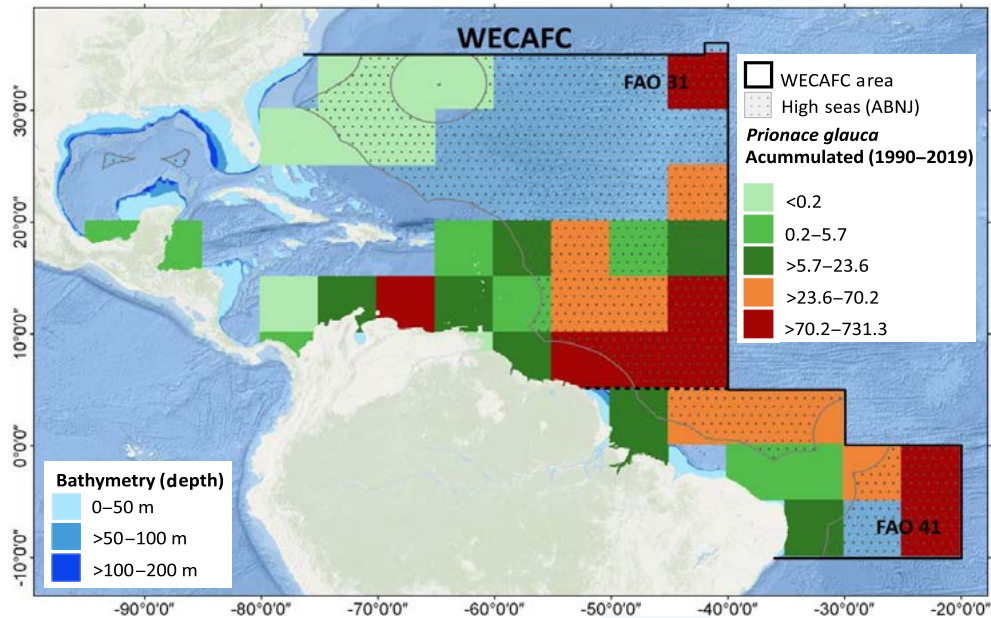 WECAFC
FAO 31
WECAFC area
High seas (ABNJ)
Prionace glauca
Acummulated (1990–2019)
<0.2
0.2–5.7
>5.7–23.6
>23.6–70.2
>70.2–731.3
30°0'0"
20°0'0"
10°0'0"
0°0'0"
-10°0'0"
Bathymetry (depth)
0–50 m
>50–100 m
>100–200 m
FAO 41
-90°0'0"
-80°0'0"
-70°0'0"
-60°0'0"
-50°0'0"
-40°0'0"
-30°0'0"
-20°0'0"